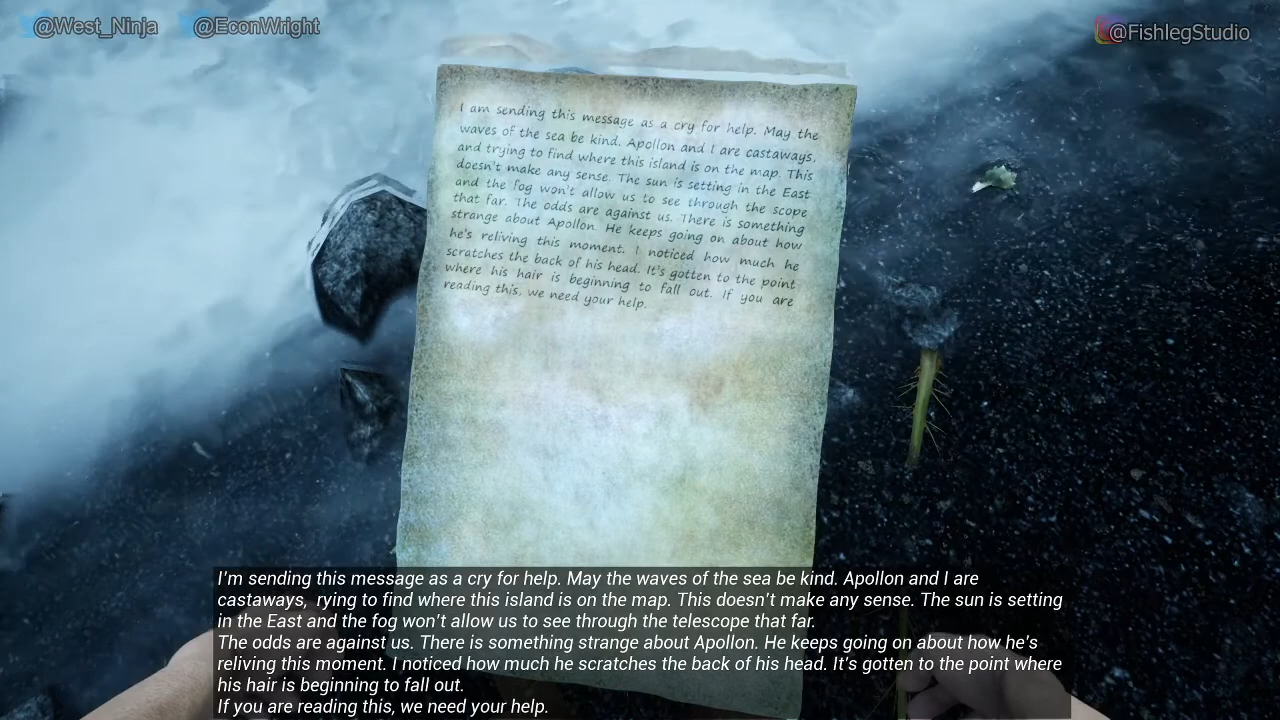 @West_Ninja @EconWright @FishlegStudio
I am sending this message as a cry for help. May the
waves of the sea be kind. Apollon and I are castaways,
and trying to find where this island is on the map. This
doesn't make any sense. The sun is setting in the East
and the fog won't allow us to see through the scope
that far. The odds are against us. There is something
strange about Apollon. He keeps going on about how
he's reliving this moment. I noticed how much he
scratches the back of his head. It's gotten to the point
where his hair is beginning to fall out. If you are
reading this, we need your help.
I'm sending this message as a cry for help. May the waves of the sea be kind. Apollon and I are
castaways,  rying to find where this island is on the map. This doesn't make any sense. The sun is setting
in the East and the fog won't allow us to see through the telescope that far.
The odds are against us. There is something strange about Apollon. He keeps going on about how he's
reliving this moment. I noticed how much he scratches the back of his head. It's gotten to the point where
his hair is beginning to fall out.
If you are reading this, we need your help.